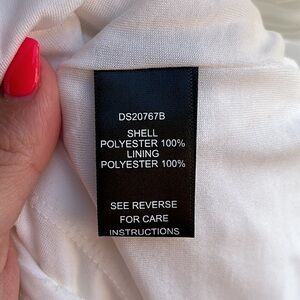 DS20767B
SHELL
POLYESTER 100%
LINING
POLYESTER 100%
SEE REVERSE
FOR CARE
INSTRUCTIONS